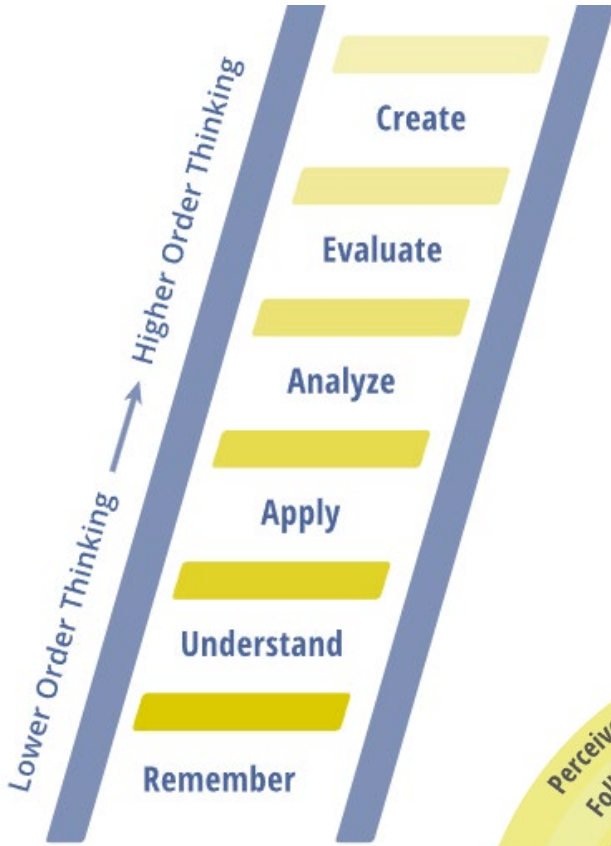 Create
Evaluate
Analyze
Apply
Understand
Remember
Lower Order Thinking
Higher Order Thinking